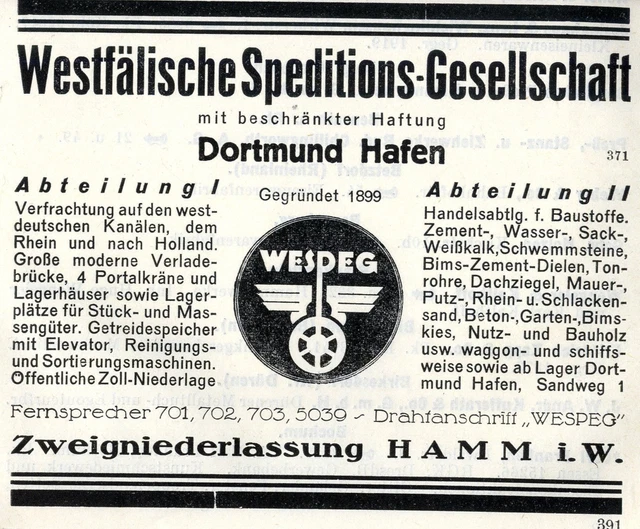 Westfälische Speditions-Gesellschaft
mit beschränkter Haftung
Dortmund Hafen
371
Abteilung I
Verfrachtung auf den west-
deutschen Kanälen, dem
Rhein und nach Holland.
Große moderne Verlade-
brücke, 4 Portalkräne und
Lagerhäuser sowie Lager-
plätze für Stück- und Mas-
sengüter. Getreidespeicher
mit Elevator, Reinigungs-
und Sortierungsmaschinen.
Öffentliche Zoll-Niederlage
Gegründet 1899
WESPEG
Abteilung II
Handelsabtlg. f. Baustoffe.
Zement-, Wasser-, Sack-,
Weißkalk, Schwemmsteine,
Bims-Zement-Dielen, Ton-
rohre, Dachziegel, Mauer-,
Putz-, Rhein- u. Schlacken-
sand, Beton-, Garten-, Bims-
kies, Nutz- und Bauholz
usw. waggon- und schiffs-
weise sowie ab Lager Dort-
mund Hafen, Sandweg 1
Fernsprecher 701, 702, 703, 5039 - Drahtanschrift „WESPEG"
Zweigniederlassung HAMM i. W
391